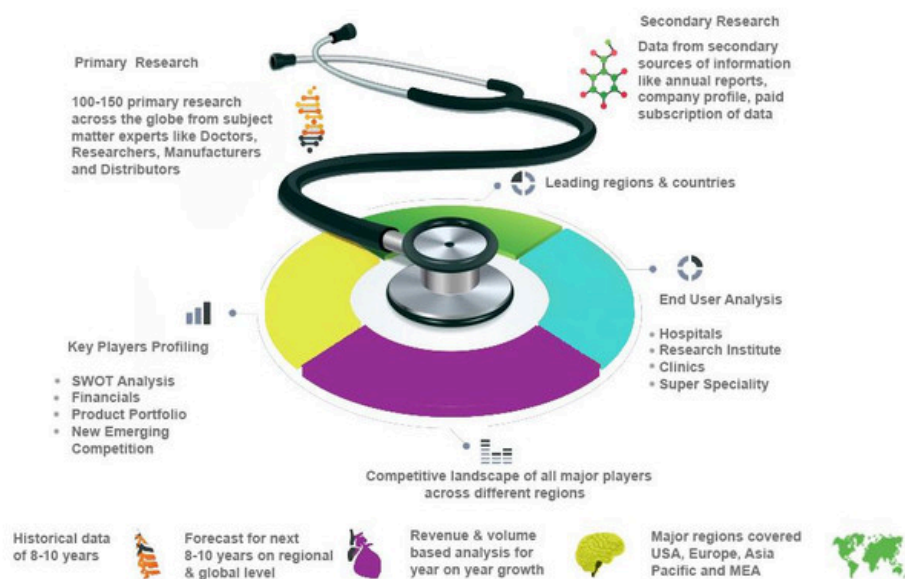 Primary Research
100-150 primary research
across the globe from subject
matter experts like Doctors,
Researchers, Manufacturers
and Distributors
Secondary Research
Data from secondary
sources of information
like annual reports,
company profile, paid
subscription of data
Leading regions & countries
End User Analysis
• Hospitals
• Research Institute
• Clinics
• Super Speciality
Key Players Profiling
• SWOT Analysis
• Financials
• Product Portfolio
• New Emerging
Competition
Competitive landscape of all major players
across different regions
Historical data
of 8-10 years
Forecast for next
8-10 years on regional
& global level
Revenue & volume
based analysis for
year on year growth
Major regions covered
USA, Europe, Asia
Pacific and MEA